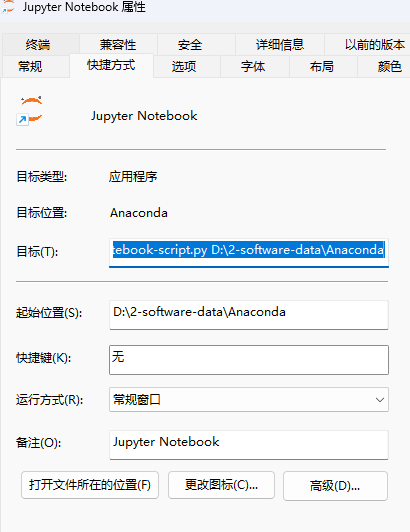 Jupyter Notebook 属性
终端 兼容性 安全 详细信息 以前的版本
常规 快捷方式 选项 字体 布局 颜色
Jupyter Notebook
目标类型: 应用程序
目标位置: Anaconda
目标(T): tebook-script.py D:\2-software-data\Anaconda
起始位置(S): D:\2-software-data\Anaconda
快捷键(K): 无
运行方式(R): 常规窗口
备注(O): Jupyter Notebook
打开文件所在的位置(F) 更改图标(C)... 高级(D)...